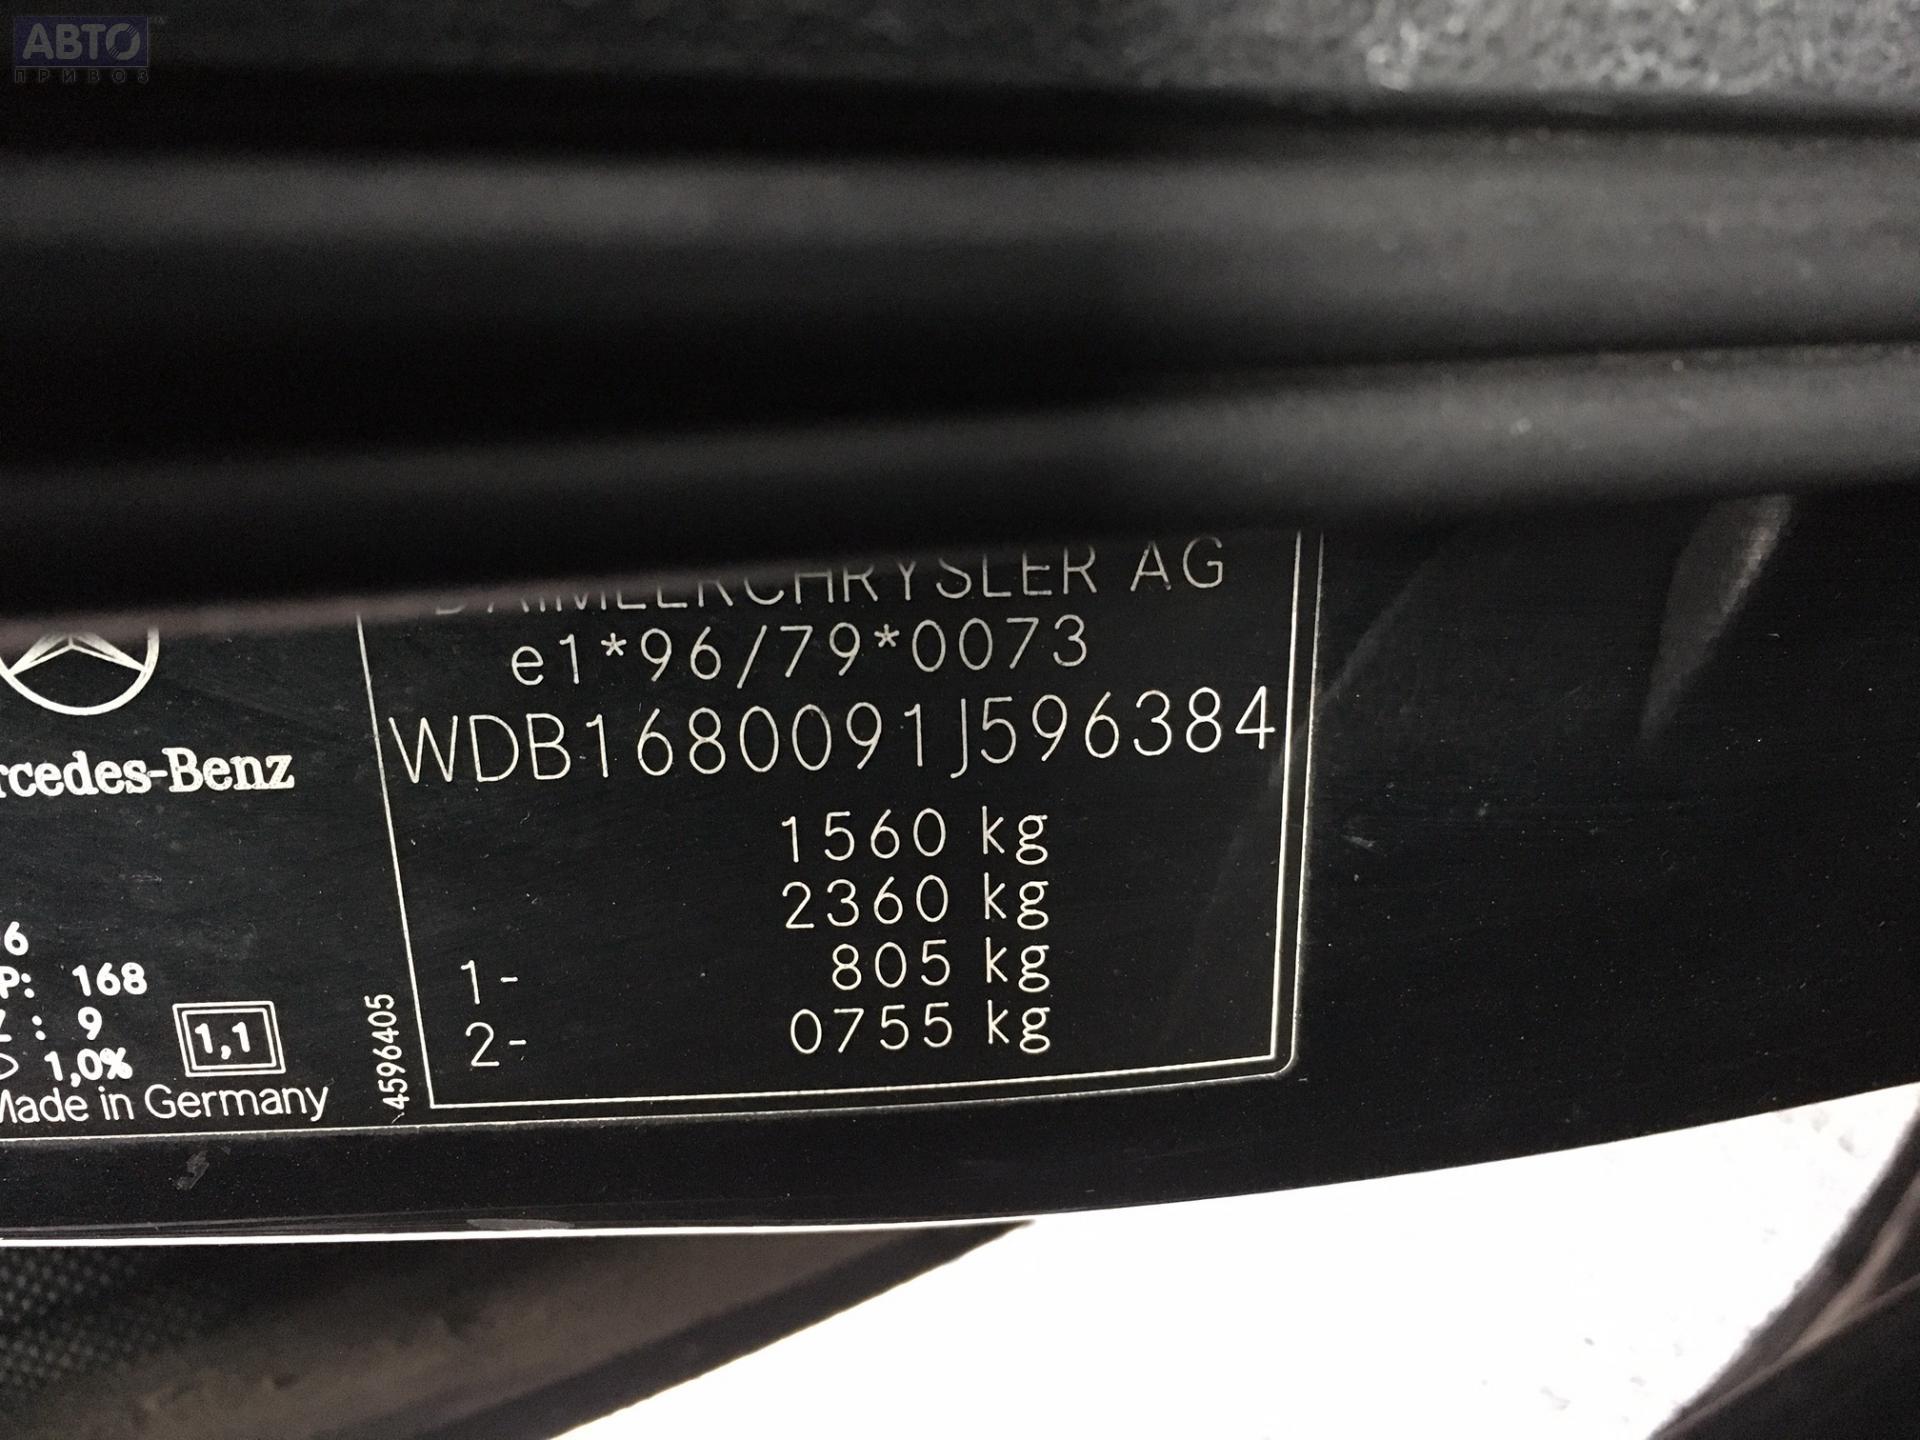 АВТО
ПРИВОЗ
DAIMLERCHRYSLER AG
e1*96/79*0073
WDB1680091J596384
1560 kg
2360 kg
1- 805 kg
2- 0755 kg
rcedes-Benz
6
P: 168
Z : 9
1,0%
1,1
Made in Germany
4596405